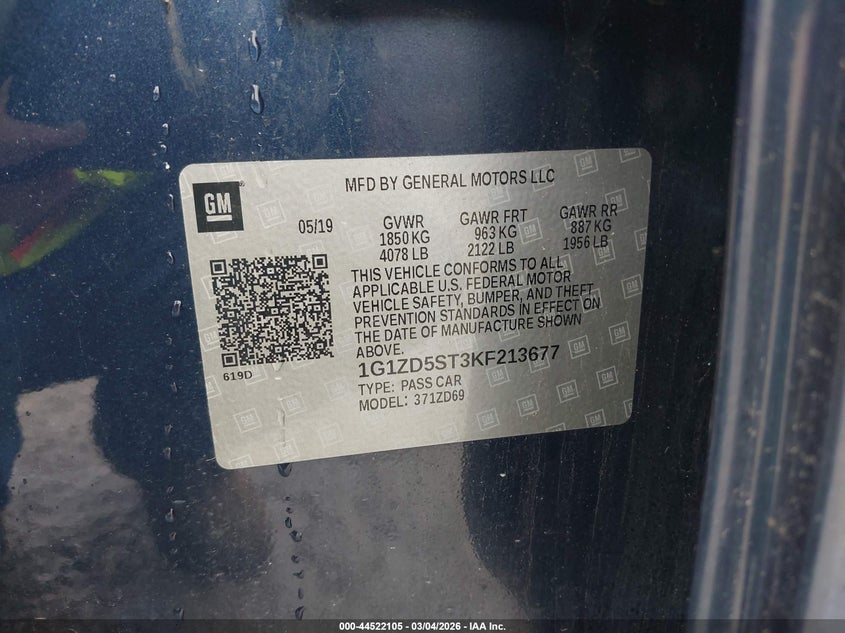 GM
MFD BY GENERAL MOTORS LLC
05/19
GVWR
1850 KG
4078 LB
GAWR FRT
963 KG
2122 LB
GAWR RR
887 KG
1956 LB
THIS VEHICLE CONFORMS TO ALL
APPLICABLE U.S. FEDERAL MOTOR
VEHICLE SAFETY, BUMPER, AND THEFT
PREVENTION STANDARDS IN EFFECT ON
THE DATE OF MANUFACTURE SHOWN
ABOVE.
619D
1G1ZD5ST3KF213677
TYPE: PASS CAR
MODEL: 371ZD69
000-44522105 - 03/04/2026 - IAA Inc.